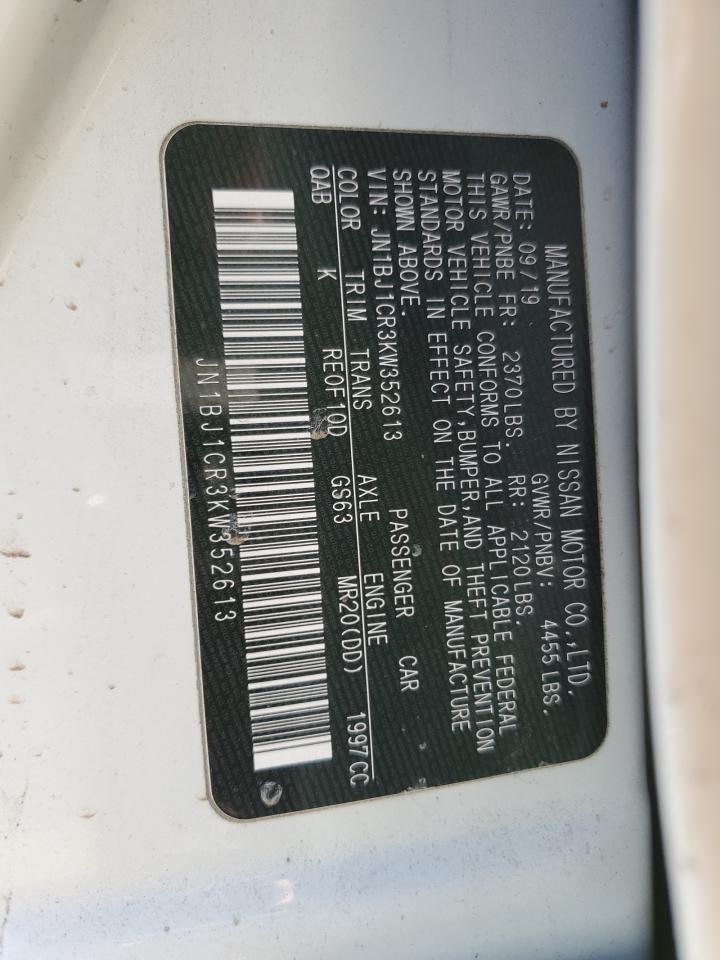 MANUFACTURED BY NISSAN MOTOR CO.,LTD.
DATE: 09/19 GVWR/PNBV: 4455 LBS.
GAWR/PNBE FR: 2370LBS. RR: 2120LBS.
THIS VEHICLE CONFORMS TO ALL APPLICABLE FEDERAL
MOTOR VEHICLE SAFETY,BUMPER,AND THEFT PREVENTION
STANDARDS IN EFFECT ON THE DATE OF MANUFACTURE
SHOWN ABOVE.
VIN: JN1BJ1CR3KW352613 PASSENGER CAR
COLOR TRIM TRANS AXLE ENGINE
QAB K RE0F10D GS63 MR20(DD) 1997CC
JN1BJ1CR3KW352613